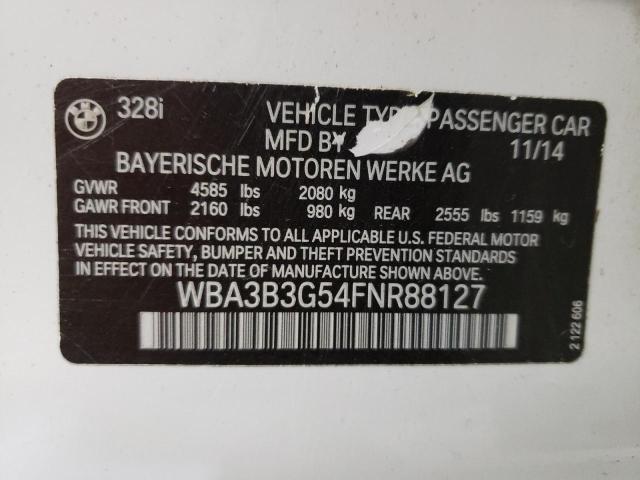 BMW
328i
VEHICLE TYPE PASSENGER CAR
MFD BY
11/14
BAYERISCHE MOTOREN WERKE AG
GVWR 4585 lbs 2080 kg
GAWR FRONT 2160 lbs 980 kg REAR 2555 lbs 1159 kg
THIS VEHICLE CONFORMS TO ALL APPLICABLE U.S. FEDERAL MOTOR
VEHICLE SAFETY, BUMPER AND THEFT PREVENTION STANDARDS
IN EFFECT ON THE DATE OF MANUFACTURE SHOWN ABOVE.
WBA3B3G54FNR88127
2 122 606